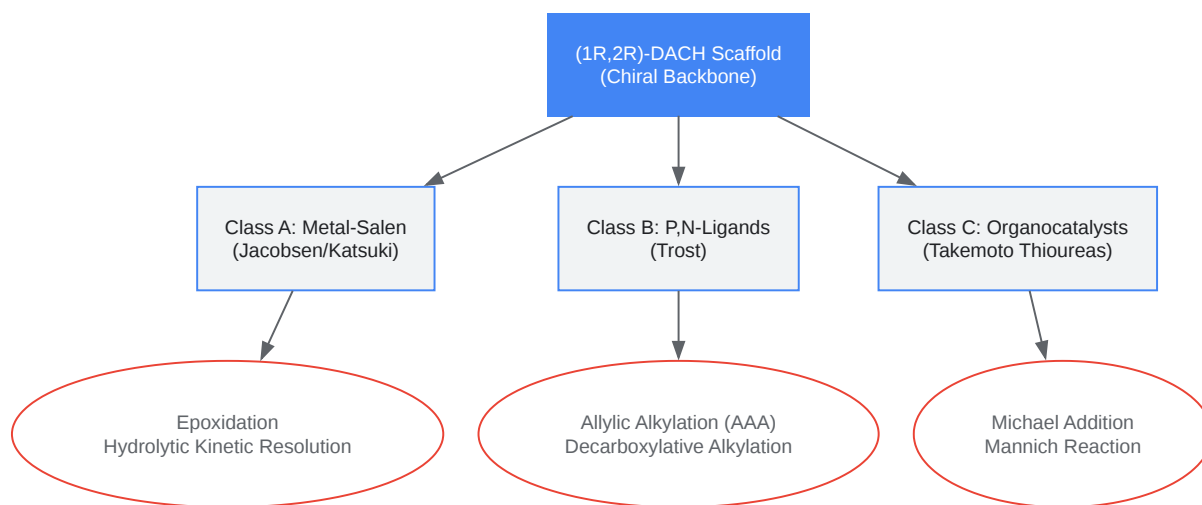 (1R,2R)-DACH Scaffold
(Chiral Backbone)
Class A: Metal-Salen
(Jacobsen/Katsuki)
Class B: P,N-Ligands
(Trost)
Class C: Organocatalysts
(Takemoto Thioureas)
Epoxidation
Hydrolytic Kinetic Resolution
Allylic Alkylation (AAA)
Decarboxylative Alkylation
Michael Addition
Mannich Reaction